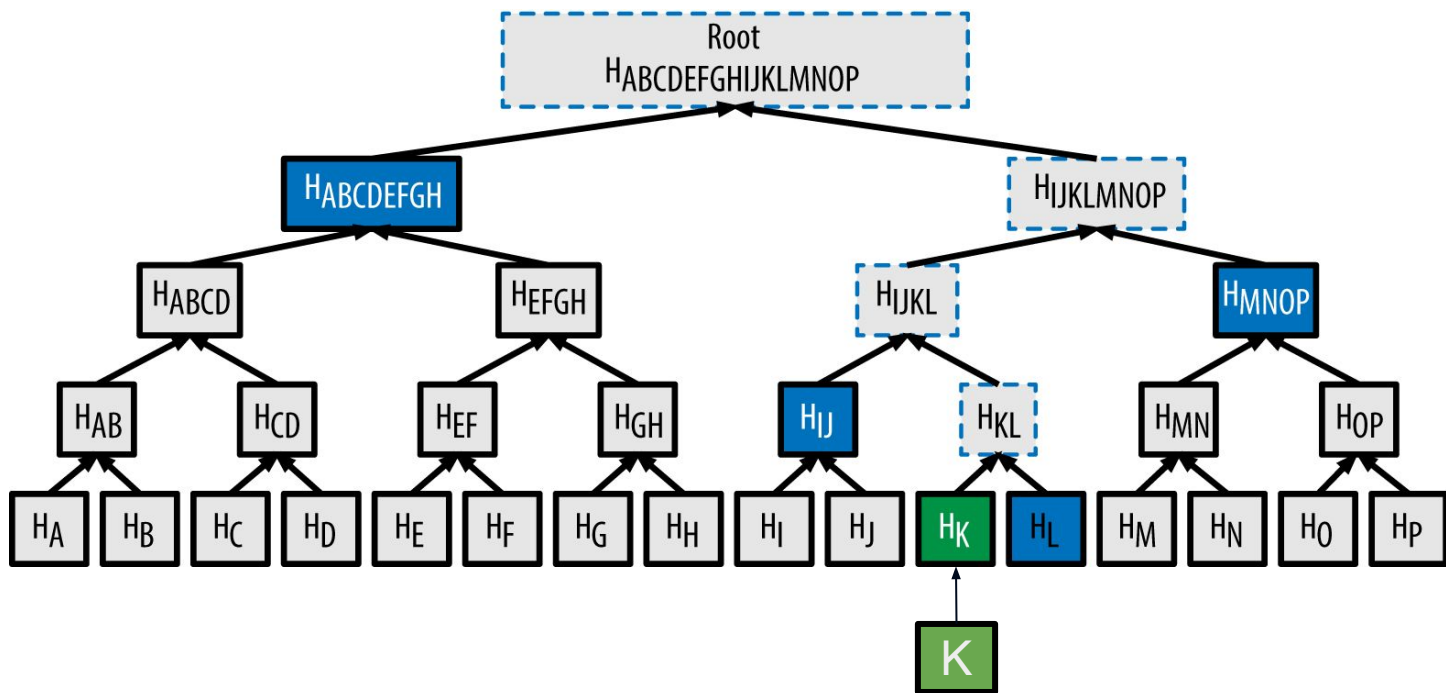 Root
HABCDEFGHIJKLMNOP
HABCDEFGH HIJKLMNOP
HABCD HEFGH HIJKL HMNOP
HAB HCD HEF HGH HIJ HKL HMN HOP
HA HB HC HD HE HF HG HH HI HJ HK HL HM HN HO HP
K